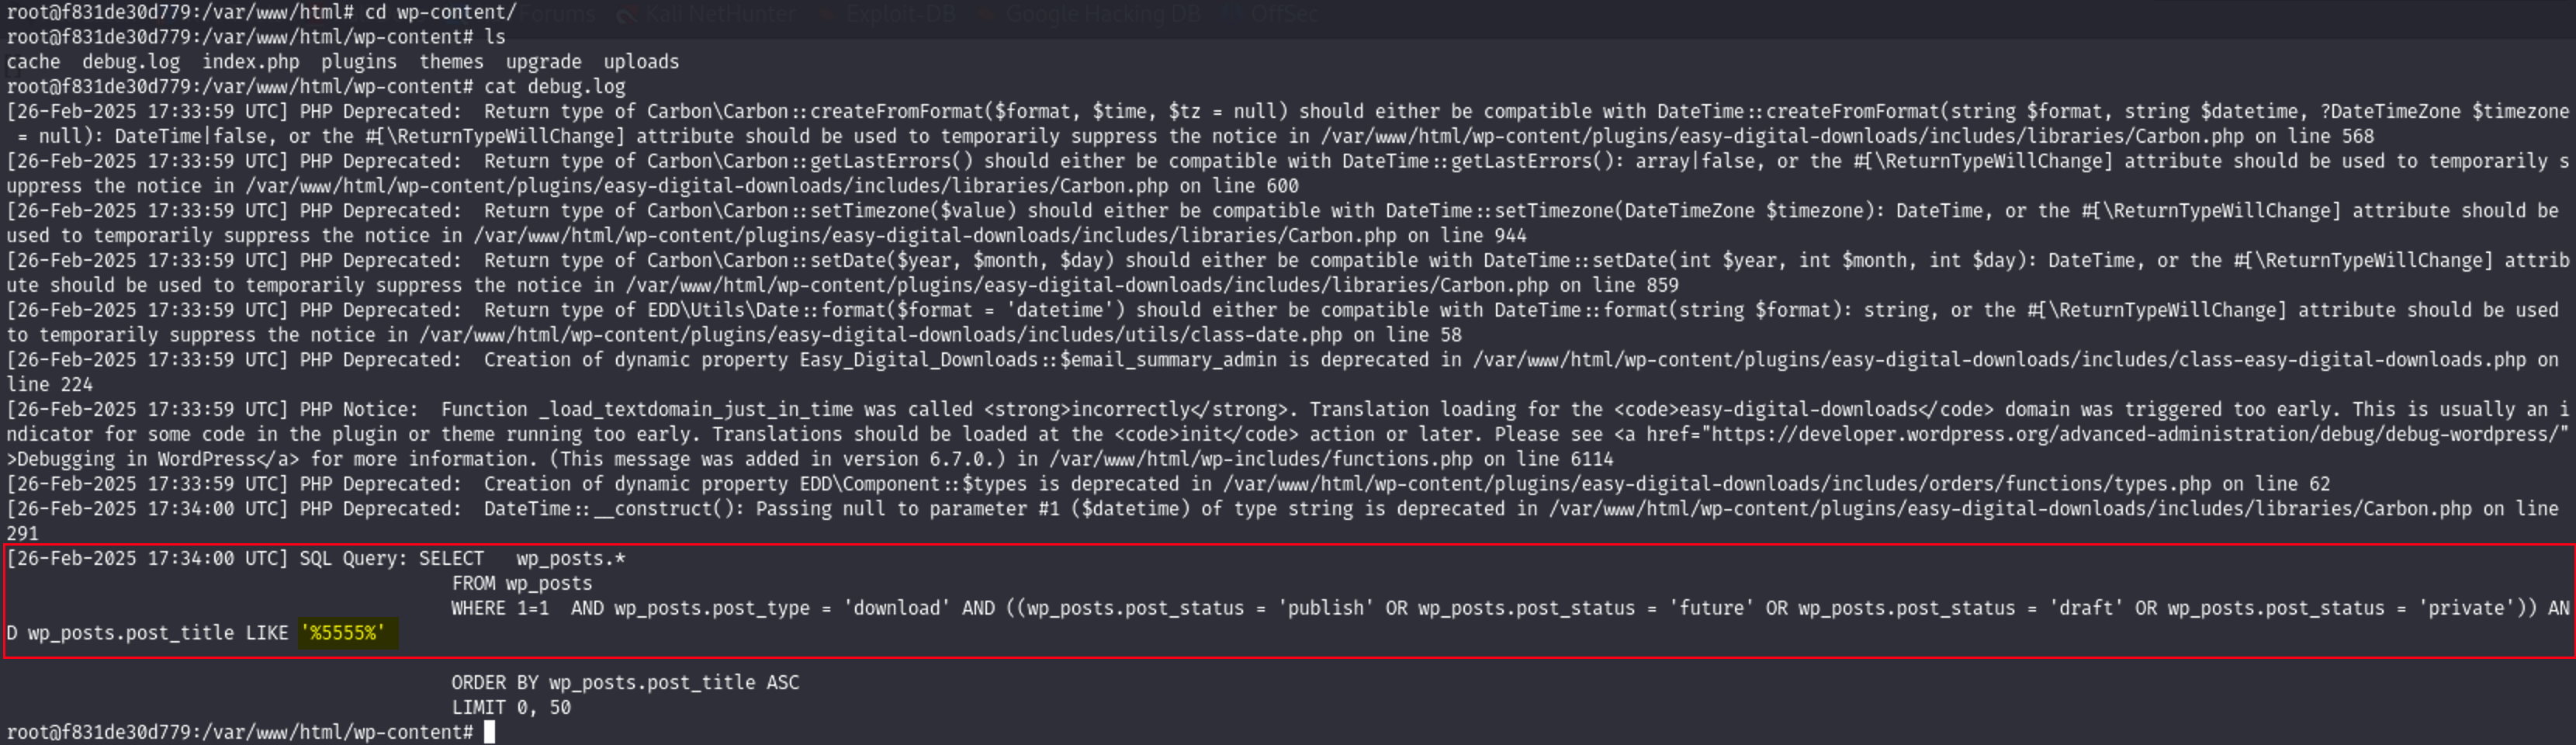 Forums Kali NetHunter Exploit-DB Google Hacking DB OffSec
root@f831de30d779:/var/www/html# cd wp-content/
root@f831de30d779:/var/www/html/wp-content# ls
cache  debug.log  index.php  plugins  themes  upgrade  uploads
root@f831de30d779:/var/www/html/wp-content# cat debug.log
[26-Feb-2025 17:33:59 UTC] PHP Deprecated:  Return type of Carbon\Carbon::createFromFormat($format, $time, $tz = null) should either be compatible with DateTime::createFromFormat(string $format, string $datetime, ?DateTimeZone $timezone
 = null): DateTime|false, or the #[\ReturnTypeWillChange] attribute should be used to temporarily suppress the notice in /var/www/html/wp-content/plugins/easy-digital-downloads/includes/libraries/Carbon.php on line 568
[26-Feb-2025 17:33:59 UTC] PHP Deprecated:  Return type of Carbon\Carbon::getLastErrors() should either be compatible with DateTime::getLastErrors(): array|false, or the #[\ReturnTypeWillChange] attribute should be used to temporarily s
uppress the notice in /var/www/html/wp-content/plugins/easy-digital-downloads/includes/libraries/Carbon.php on line 600
[26-Feb-2025 17:33:59 UTC] PHP Deprecated:  Return type of Carbon\Carbon::setTimezone($value) should either be compatible with DateTime::setTimezone(DateTimeZone $timezone): DateTime, or the #[\ReturnTypeWillChange] attribute should be
used to temporarily suppress the notice in /var/www/html/wp-content/plugins/easy-digital-downloads/includes/libraries/Carbon.php on line 944
[26-Feb-2025 17:33:59 UTC] PHP Deprecated:  Return type of Carbon\Carbon::setDate($year, $month, $day) should either be compatible with DateTime::setDate(int $year, int $month, int $day): DateTime, or the #[\ReturnTypeWillChange] attrib
ute should be used to temporarily suppress the notice in /var/www/html/wp-content/plugins/easy-digital-downloads/includes/libraries/Carbon.php on line 859
[26-Feb-2025 17:33:59 UTC] PHP Deprecated:  Return type of EDD\Utils\Date::format($format = 'datetime') should either be compatible with DateTime::format(string $format): string, or the #[\ReturnTypeWillChange] attribute should be used
to temporarily suppress the notice in /var/www/html/wp-content/plugins/easy-digital-downloads/includes/utils/class-date.php on line 58
[26-Feb-2025 17:33:59 UTC] PHP Deprecated:  Creation of dynamic property Easy_Digital_Downloads::$email_summary_admin is deprecated in /var/www/html/wp-content/plugins/easy-digital-downloads/includes/class-easy-digital-downloads.php on
line 224
[26-Feb-2025 17:33:59 UTC] PHP Notice:  Function _load_textdomain_just_in_time was called <strong>incorrectly</strong>. Translation loading for the <code>easy-digital-downloads</code> domain was triggered too early. This is usually an i
ndicator for some code in the plugin or theme running too early. Translations should be loaded at the <code>init</code> action or later. Please see <a href="https://developer.wordpress.org/advanced-administration/debug/debug-wordpress/"
>Debugging in WordPress</a> for more information. (This message was added in version 6.7.0.) in /var/www/html/wp-includes/functions.php on line 6114
[26-Feb-2025 17:33:59 UTC] PHP Deprecated:  Creation of dynamic property EDD\Component::$types is deprecated in /var/www/html/wp-content/plugins/easy-digital-downloads/includes/orders/functions/types.php on line 62
[26-Feb-2025 17:34:00 UTC] PHP Deprecated:  DateTime::__construct(): Passing null to parameter #1 ($datetime) of type string is deprecated in /var/www/html/wp-content/plugins/easy-digital-downloads/includes/libraries/Carbon.php on line
291
[26-Feb-2025 17:34:00 UTC] SQL Query: SELECT   wp_posts.*
FROM wp_posts
WHERE 1=1  AND wp_posts.post_type = 'download' AND ((wp_posts.post_status = 'publish' OR wp_posts.post_status = 'future' OR wp_posts.post_status = 'draft' OR wp_posts.post_status = 'private')) AN
D wp_posts.post_title LIKE '%5555%'
ORDER BY wp_posts.post_title ASC
LIMIT 0, 50
root@f831de30d779:/var/www/html/wp-content#